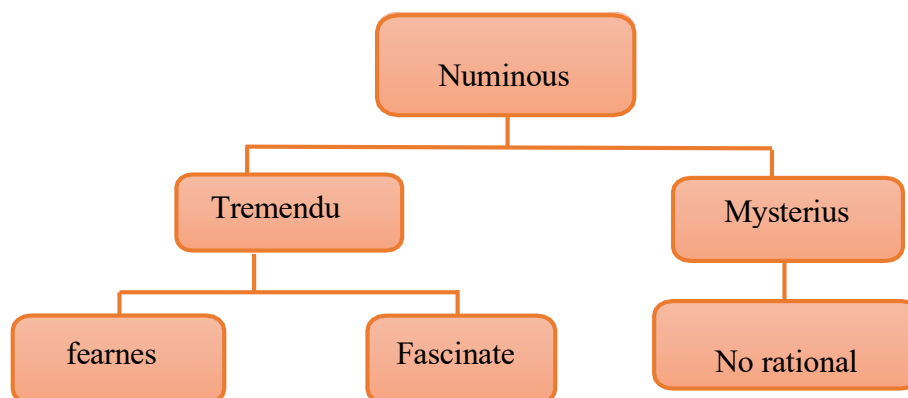 Numinous
Tremendu
Mysterius
fearnes
Fascinate
No rational